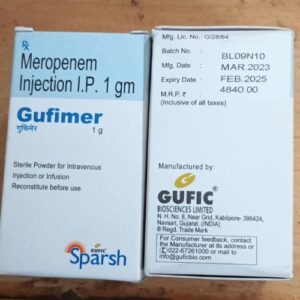 Rx
Meropenem
Injection I.P. 1 gm
Gufimer
गुफिमेर
1 g
Sterile Powder for Intravenous
Injection or Infusion
Reconstitute before use
GUFIC
Sparsh
Mfg. Lic. No.: G/28/64
Batch No. : BL09N10
Mfg. Date : MAR.2023
Expiry Date : FEB.2025
M.R.P. ₹ : 4840.00
(Inclusive of all taxes)
Manufactured by:
GUFIC®
BIOSCIENCES LIMITED
N. H. No. 8, Near Grid, Kabilpore- 396424,
Navsari, Gujarat. (INDIA)
® Regd. Trade Mark
For Consumer feedback, contact
the Manufacturer at its address or
022-67261000 or email to
info@guficbio.com